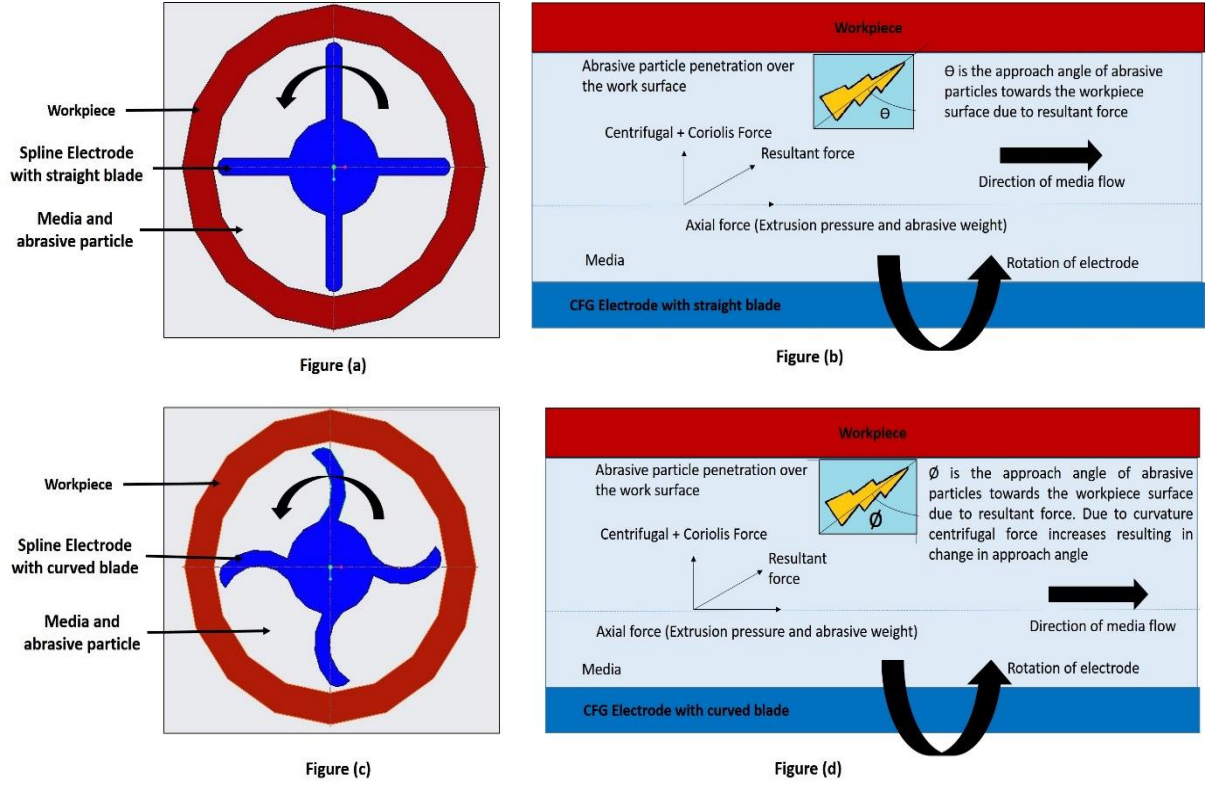 Workpiece
Spline Electrode
with straight blade
Media and
abrasive particle
Figure (a)
Workpiece
Abrasive particle penetration over
the work surface
Θ
Θ is the approach angle of abrasive
particles towards the workpiece
surface due to resultant force
Centrifugal + Coriolis Force
Resultant force
Direction of media flow
Axial force (Extrusion pressure and abrasive weight)
Media
Rotation of electrode
CFG Electrode with straight blade
Figure (b)
Workpiece
Spline Electrode
with curved blade
Media and
abrasive particle
Figure (c)
Workpiece
Abrasive particle penetration over
the work surface
Ø
Ø is the approach angle of abrasive
particles towards the workpiece surface
due to resultant force. Due to curvature
centrifugal force increases resulting in
change in approach angle
Centrifugal + Coriolis Force
Resultant
force
Axial force (Extrusion pressure and abrasive weight)
Direction of media flow
Media
Rotation of electrode
CFG Electrode with curved blade
Figure (d)